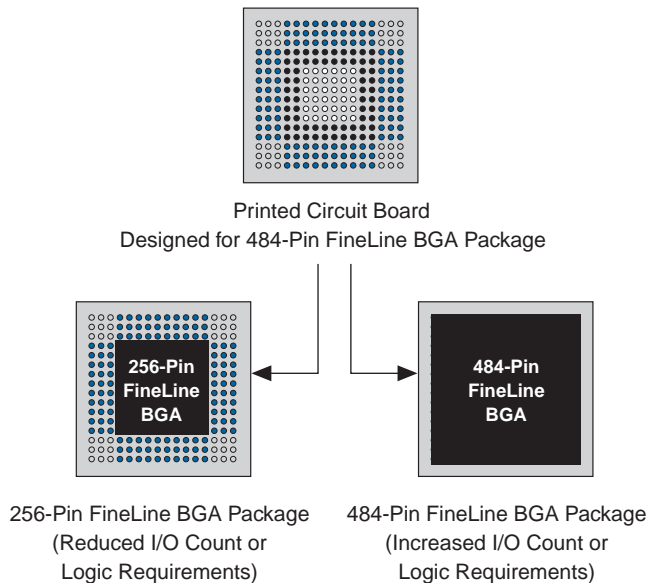 Printed Circuit Board
Designed for 484-Pin FineLine BGA Package
256-Pin
FineLine
BGA
484-Pin
FineLine
BGA
256-Pin FineLine BGA Package
(Reduced I/O Count or
Logic Requirements)
484-Pin FineLine BGA Package
(Increased I/O Count or
Logic Requirements)